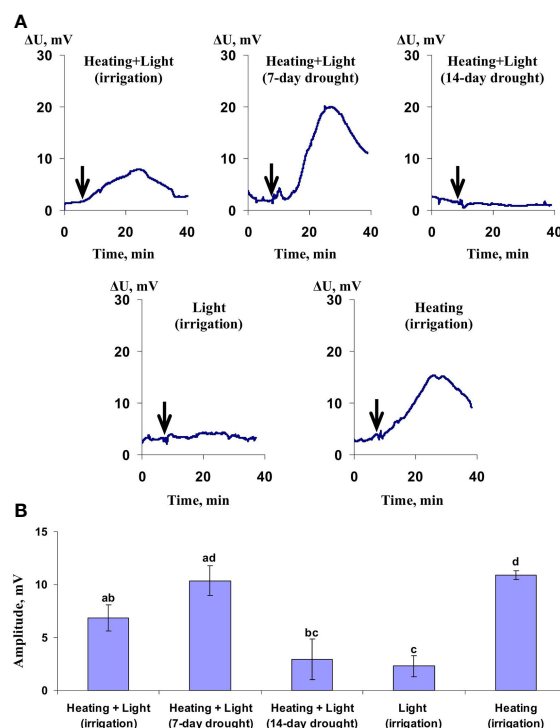 A
ΔU, mV
Heating+Light
(irrigation)
30
20
10
0
0 20 40
Time, min
ΔU, mV
Heating+Light
(7-day drought)
30
20
10
0
0 20 40
Time, min
ΔU, mV
Heating+Light
(14-day drought)
30
20
10
0
0 20 40
Time, min
ΔU, mV
Light
(irrigation)
30
20
10
0
0 20 40
Time, min
ΔU, mV
Heating
(irrigation)
30
20
10
0
0 20 40
Time, min
B
Amplitude, mV
15
10
5
0
ab
ad
bc
c
d
Heating + Light
(irrigation)
Heating + Light
(7-day drought)
Heating + Light
(14-day drought)
Light
(irrigation)
Heating
(irrigation)